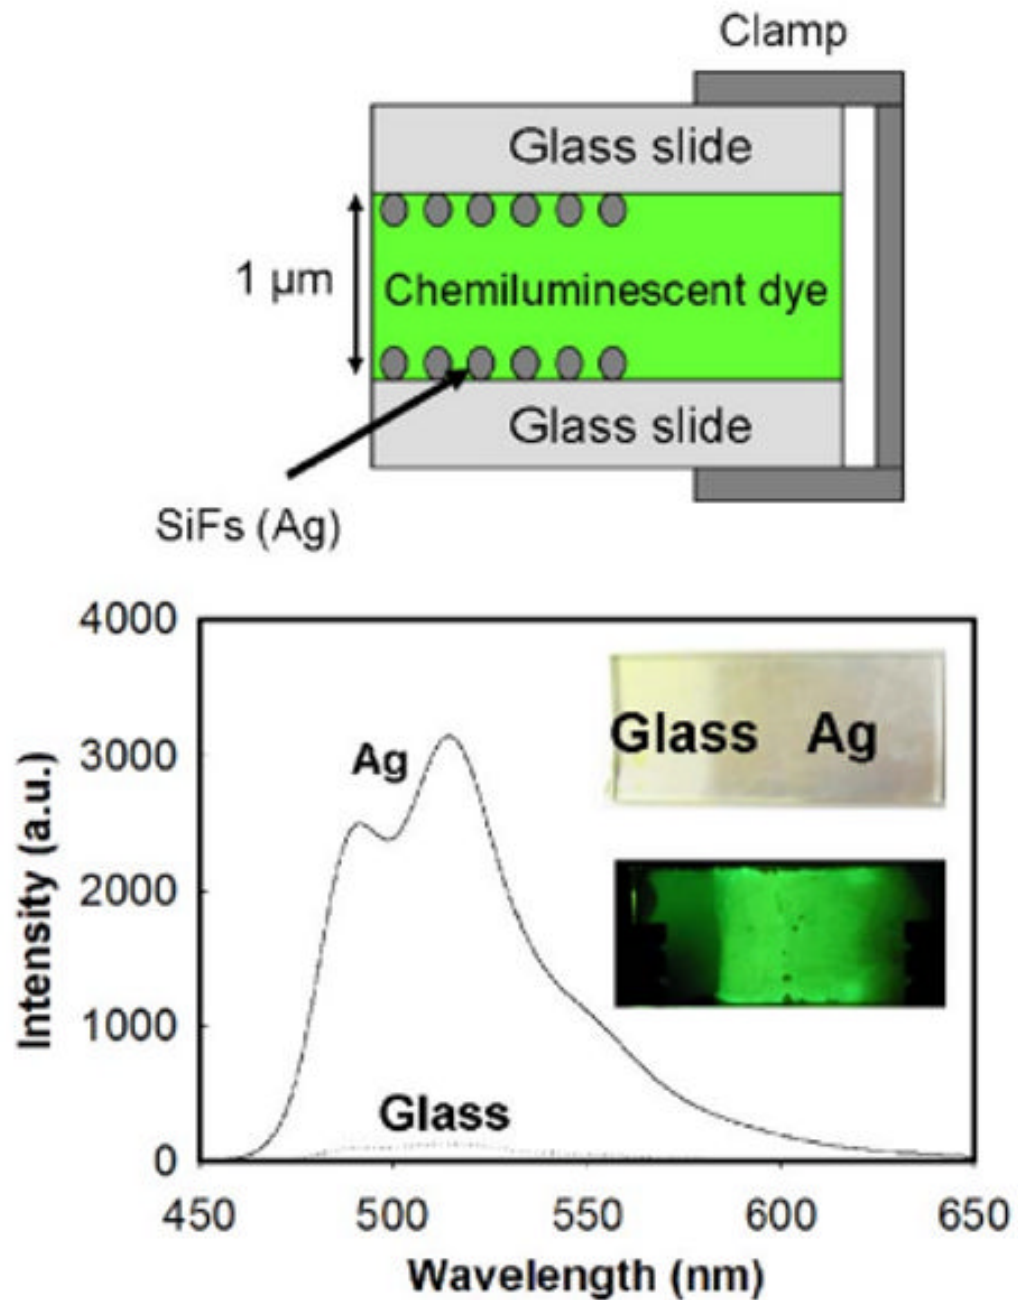 Clamp
Glass slide
1 µm
Chemiluminescent dye
Glass slide
SiFs (Ag)
4000
3000
2000
1000
0
Intensity (a.u.)
Ag
Glass
Glass Ag
450 500 550 600 650
Wavelength (nm)